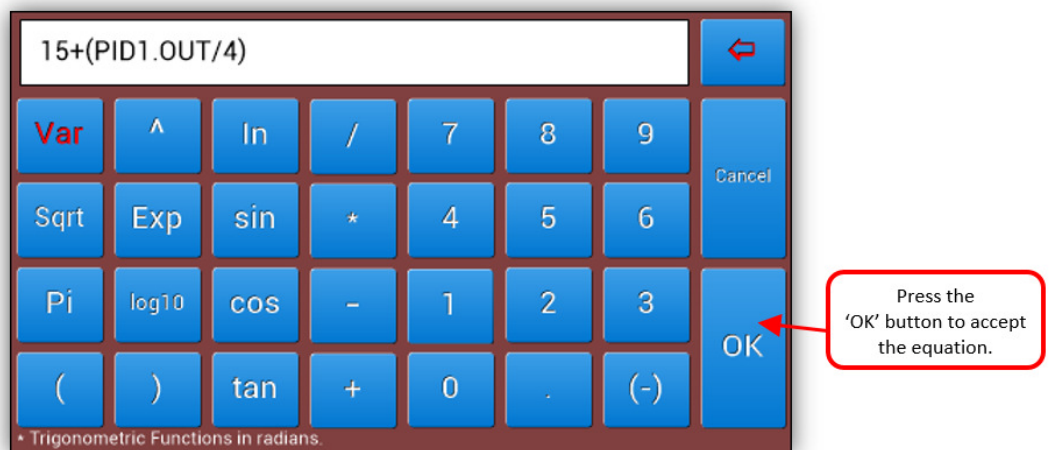 15+(PID1.OUT/4)
Var ^ ln / 7 8 9 Cancel
Sqrt Exp sin * 4 5 6
Pi log10 cos - 1 2 3 OK
( ) tan + 0 . (-)
* Trigonometric Functions in radians.
Press the
‘OK’ button to accept
the equation.